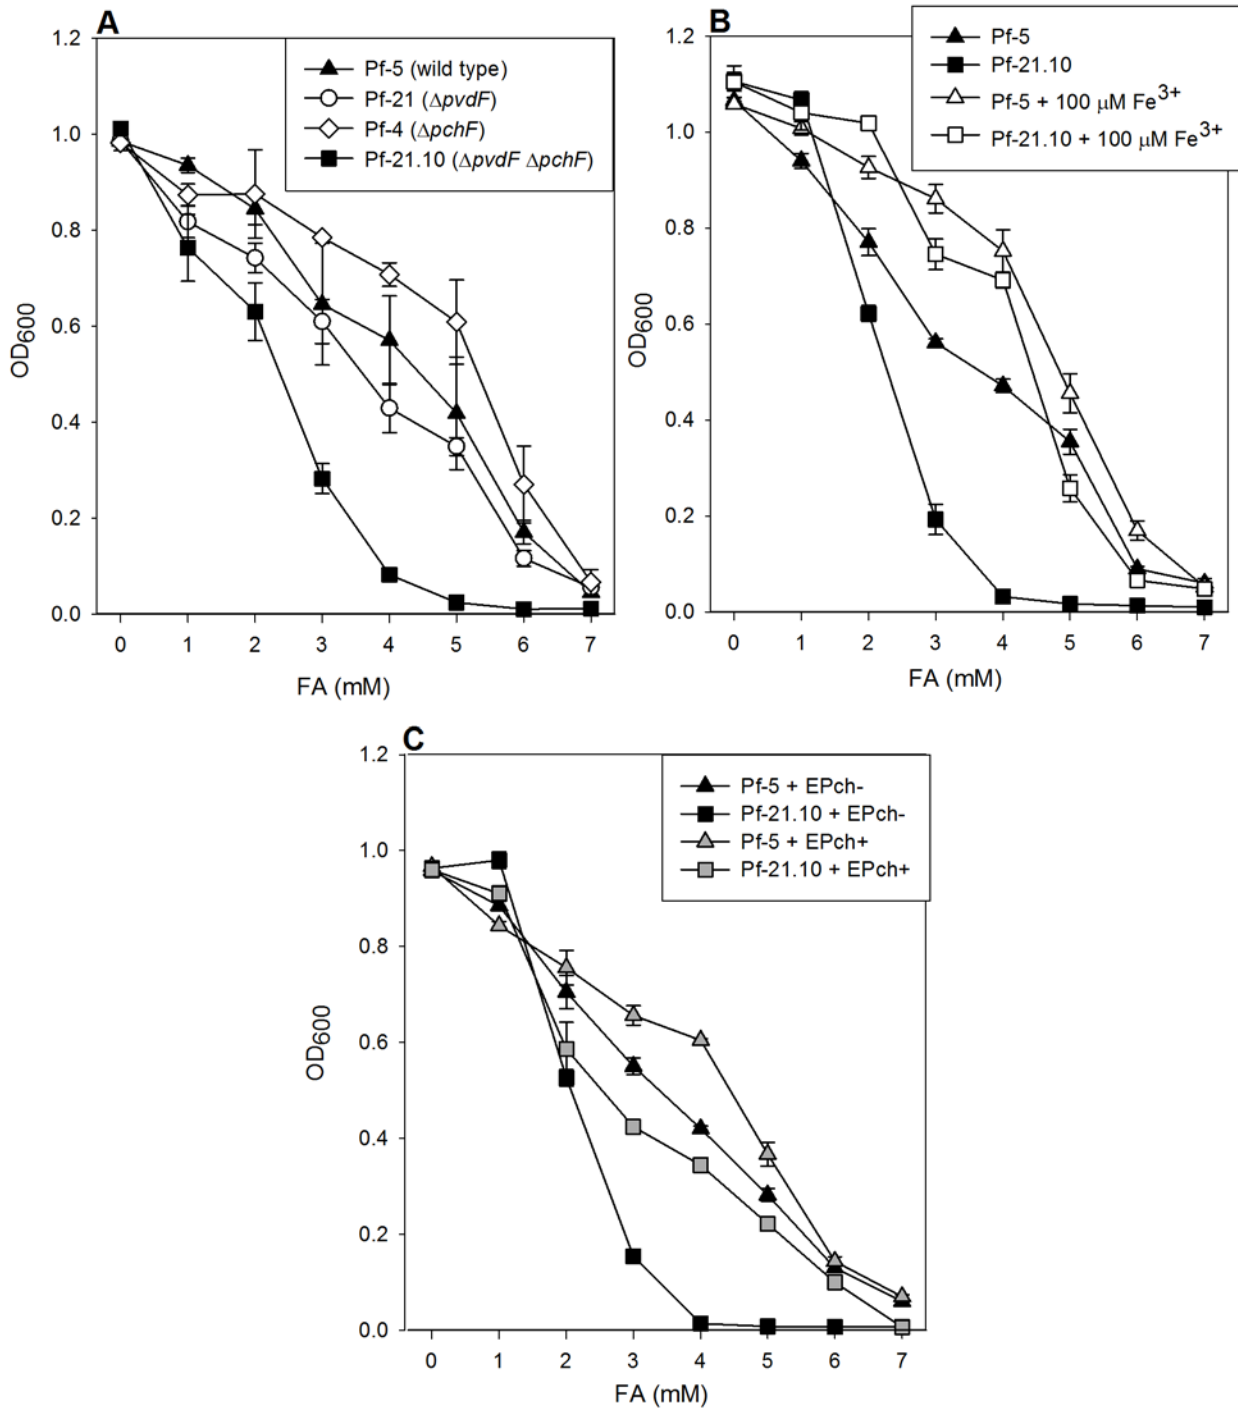 A
1.2
1.0
0.8
0.6
0.4
0.2
0.0
OD600
0 1 2 3 4 5 6 7
FA (mM)
Pf-5 (wild type)
Pf-21 (ΔpvdF)
Pf-4 (ΔpchF)
Pf-21.10 (ΔpvdF ΔpchF)
B
1.2
1.0
0.8
0.6
0.4
0.2
0.0
OD600
0 1 2 3 4 5 6 7
FA (mM)
Pf-5
Pf-21.10
Pf-5 + 100 μM Fe3+
Pf-21.10 + 100 μM Fe3+
C
1.2
1.0
0.8
0.6
0.4
0.2
0.0
OD600
0 1 2 3 4 5 6 7
FA (mM)
Pf-5 + EPch-
Pf-21.10 + EPch-
Pf-5 + EPch+
Pf-21.10 + EPch+